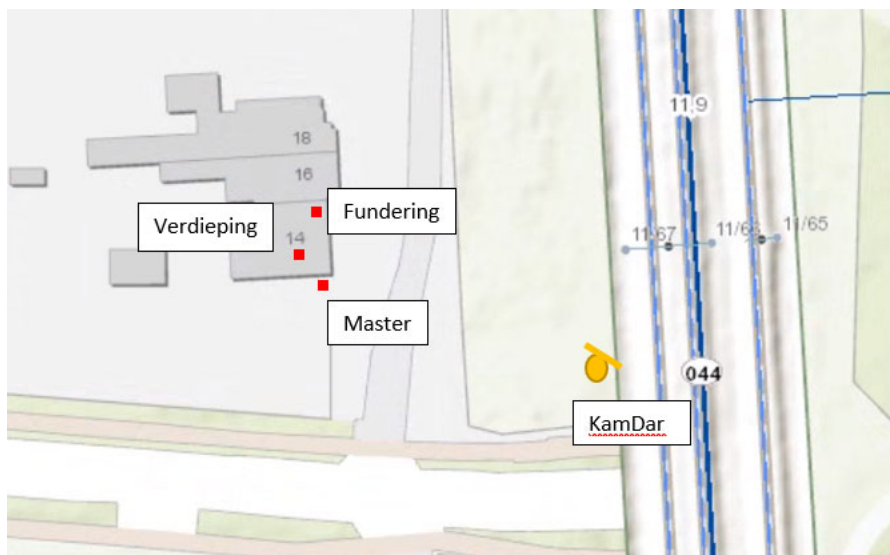 11,9
18
16
Verdieping
Fundering
14
11/67
11/66
11/65
Master
044
KamDar